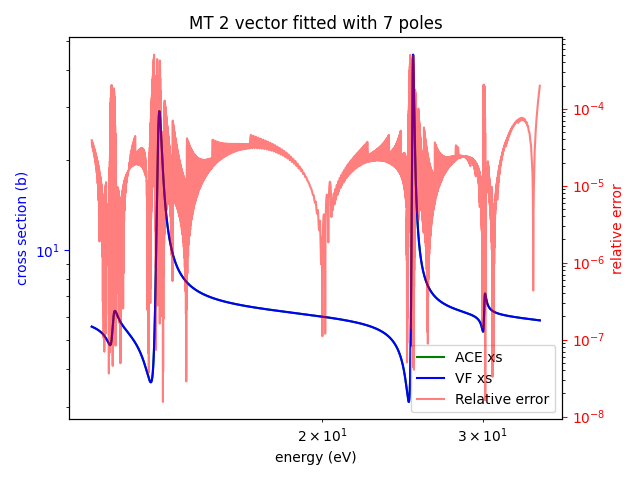 MT 2 vector fitted with 7 poles
cross section (b)
10¹
10⁻⁴
10⁻⁵
10⁻⁶
10⁻⁷
10⁻⁸
relative error
ACE xs
VF xs
Relative error
2 × 10¹ 3 × 10¹
energy (eV)